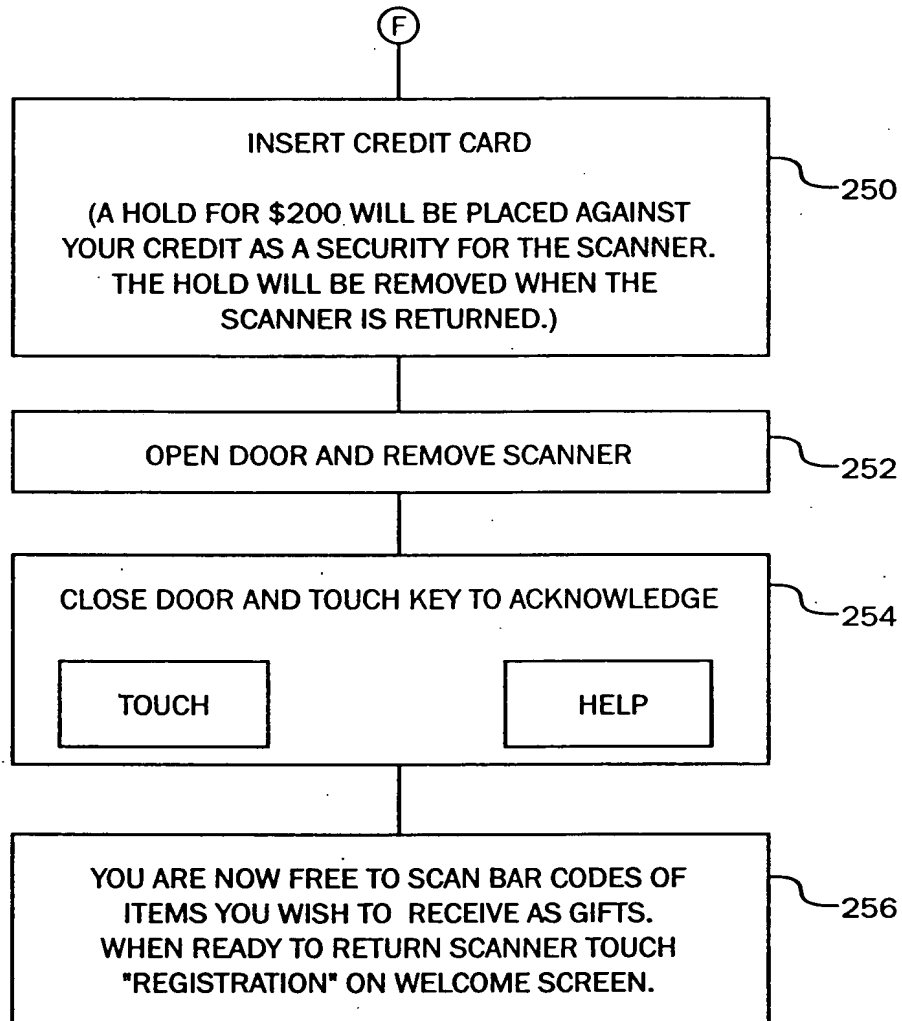 F
INSERT CREDIT CARD
(A HOLD FOR $200 WILL BE PLACED AGAINST
YOUR CREDIT AS A SECURITY FOR THE SCANNER.
THE HOLD WILL BE REMOVED WHEN THE
SCANNER IS RETURNED.)
250
OPEN DOOR AND REMOVE SCANNER
252
CLOSE DOOR AND TOUCH KEY TO ACKNOWLEDGE
254
TOUCH HELP
YOU ARE NOW FREE TO SCAN BAR CODES OF
ITEMS YOU WISH TO RECEIVE AS GIFTS.
WHEN READY TO RETURN SCANNER TOUCH
"REGISTRATION" ON WELCOME SCREEN.
256